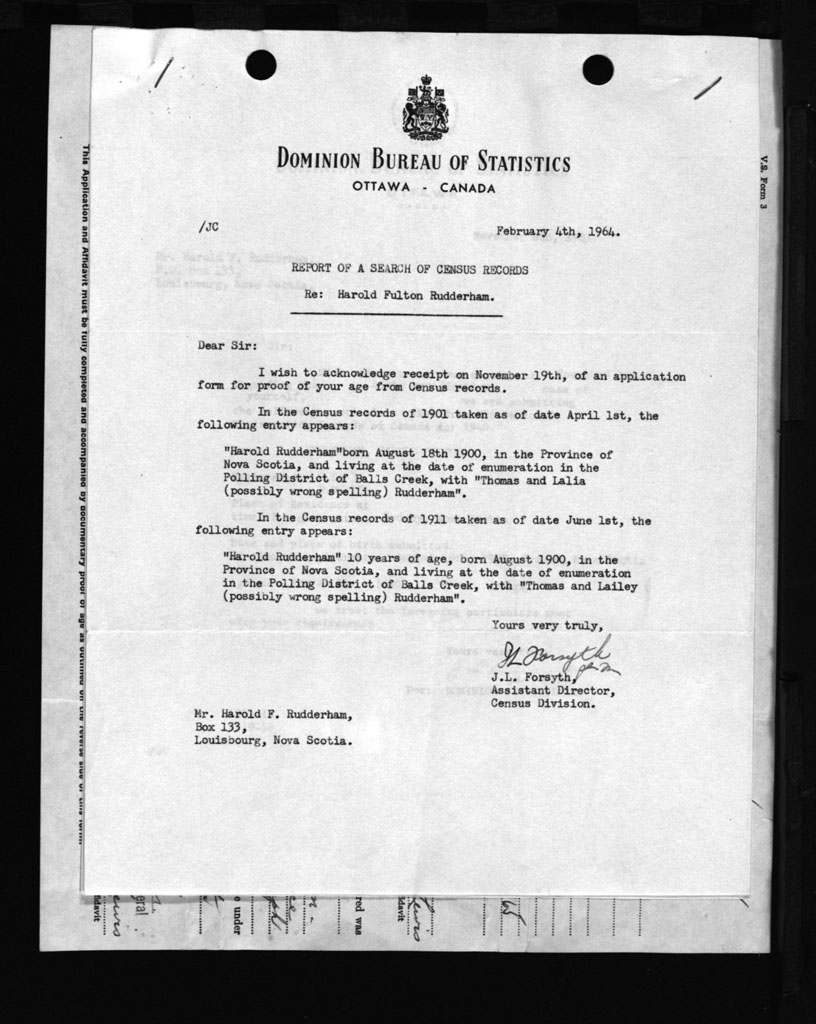 This Application and Affidavit must be fully completed and accompanied by documentary proof of age as outlined on the reverse side of this form.
V.S. Form 3
DOMINION BUREAU OF STATISTICS
OTTAWA - CANADA
/JC
February 4th, 1964.
REPORT OF A SEARCH OF CENSUS RECORDS
Re: Harold Fulton Rudderham.
Dear Sir:
I wish to acknowledge receipt on November 19th, of an application
form for proof of your age from Census records.
In the Census records of 1901 taken as of date April 1st, the
following entry appears:
"Harold Rudderham"born August 18th 1900, in the Province of
Nova Scotia, and living at the date of enumeration in the
Polling District of Balls Creek, with "Thomas and Lalia
(possibly wrong spelling) Rudderham".
In the Census records of 1911 taken as of date June 1st, the
following entry appears:
"Harold Rudderham" 10 years of age, born August 1900, in the
Province of Nova Scotia, and living at the date of enumeration
in the Polling District of Balls Creek, with "Thomas and Lailey
(possibly wrong spelling) Rudderham".
Yours very truly,
JL Forsyth
J.L. Forsyth,
Assistant Director,
Census Division.
Mr. Harold F. Rudderham,
Box 133,
Louisbourg, Nova Scotia.